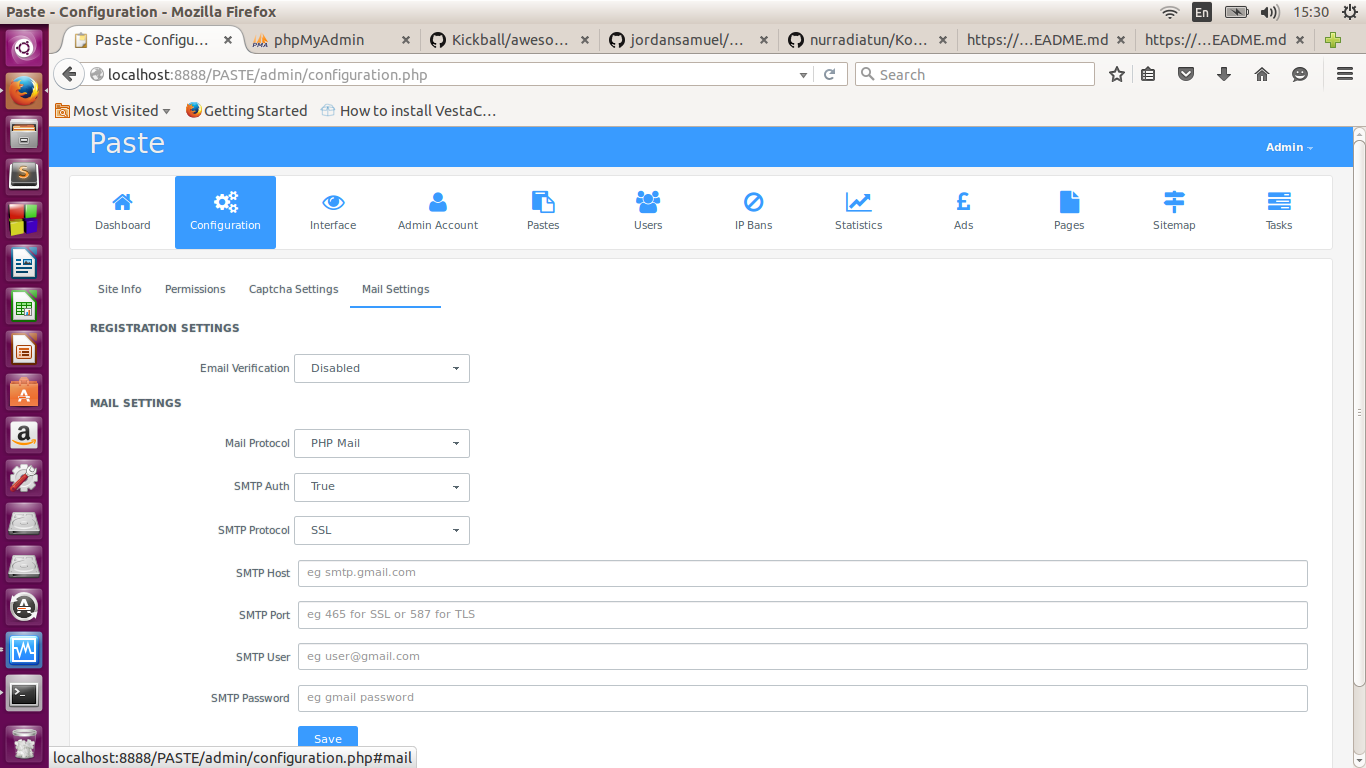 Paste - Configuration - Mozilla Firefox
En
15:30
Paste - Configu...
phpMyAdmin
Kickball/aweso...
jordansamuel/...
nurradiatun/Ko...
https://...EADME.md
https://...EADME.md
localhost:8888/PASTE/admin/configuration.php
Search
Most Visited
Getting Started
How to install VestaC...
Paste
Admin
Dashboard
Configuration
Interface
Admin Account
Pastes
Users
IP Bans
Statistics
Ads
Pages
Sitemap
Tasks
Site Info
Permissions
Captcha Settings
Mail Settings
REGISTRATION SETTINGS
Email Verification
Disabled
MAIL SETTINGS
Mail Protocol
PHP Mail
SMTP Auth
True
SMTP Protocol
SSL
SMTP Host
eg smtp.gmail.com
SMTP Port
eg 465 for SSL or 587 for TLS
SMTP User
eg user@gmail.com
SMTP Password
eg gmail password
Save
localhost:8888/PASTE/admin/configuration.php#mail